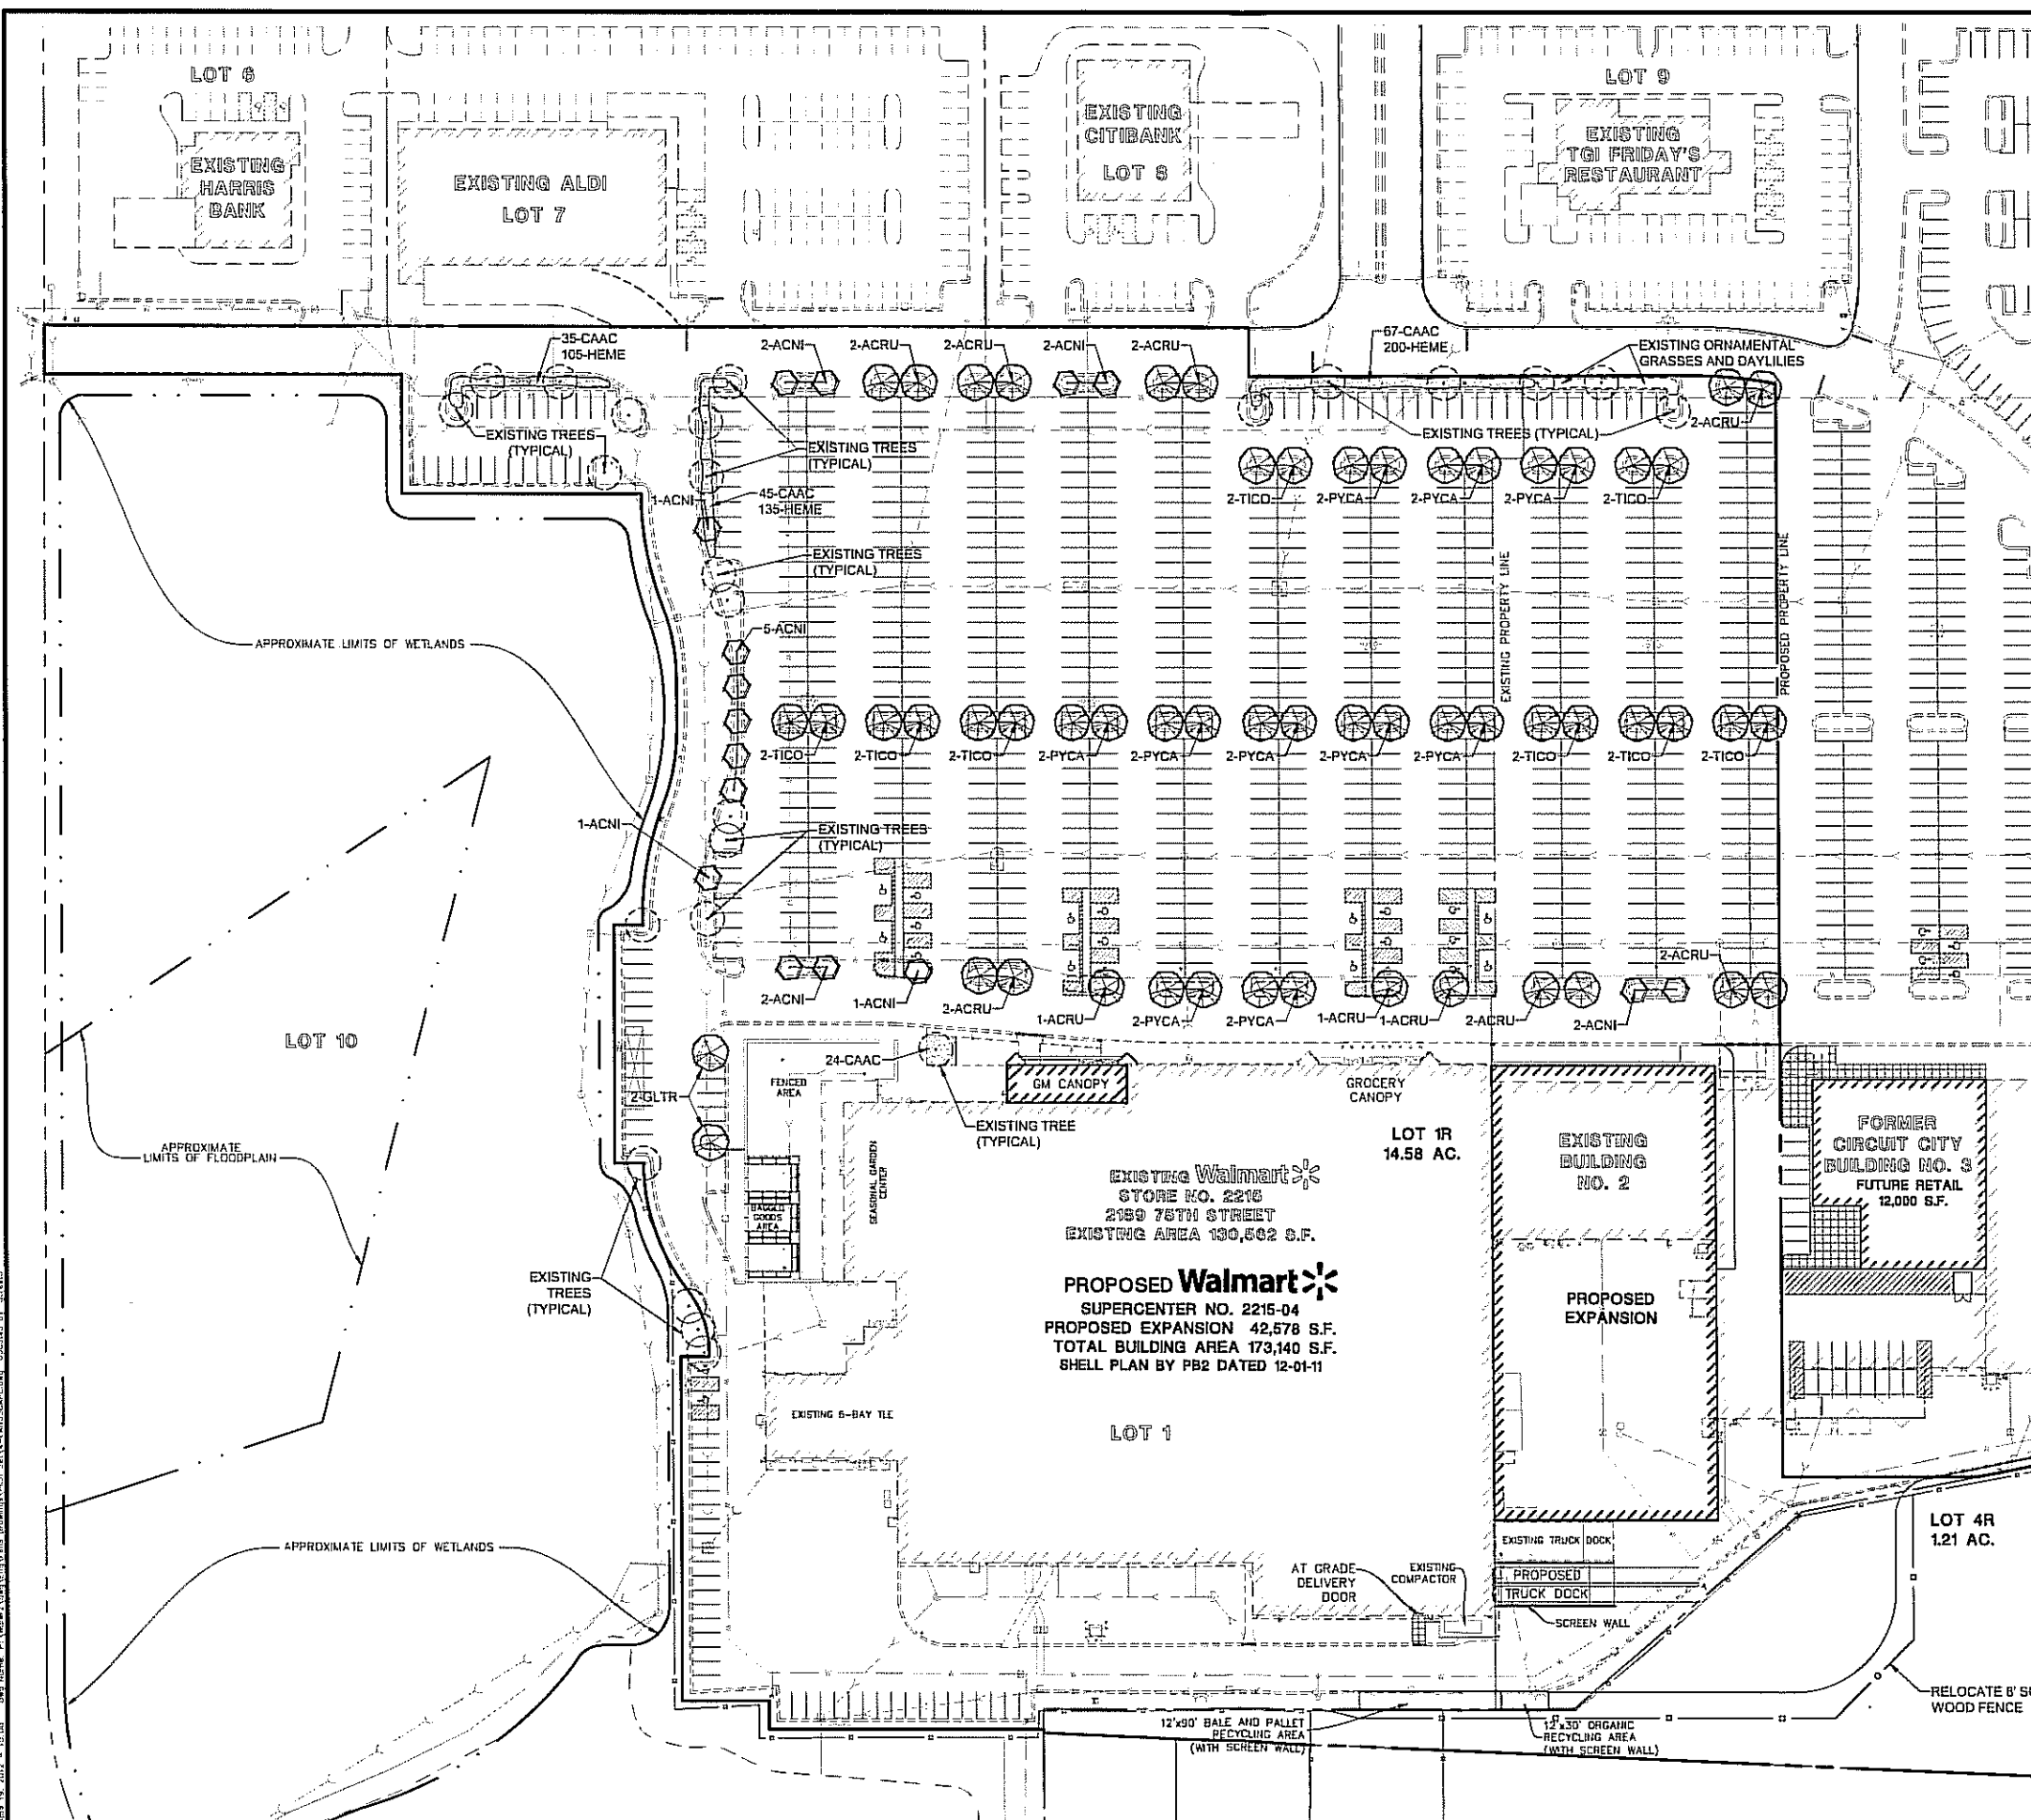 LOT 6
EXISTING
HARRIS
BANK
EXISTING ALDI
LOT 7
EXISTING
CITIBANK
LOT 8
LOT 9
EXISTING
TGI FRIDAY'S
RESTAURANT
35-CAAC
105-HEME
2-ACNI
2-ACRU
2-ACRU
2-ACNI
2-ACRU
67-CAAC
200-HEME
EXISTING ORNAMENTAL
GRASSES AND DAYLILIES
EXISTING TREES
(TYPICAL)
EXISTING TREES
(TYPICAL)
EXISTING TREES (TYPICAL)
2-ACRU
1-ACNI
45-CAAC
135-HEME
2-TICO
2-PYCA
2-PYCA
2-PYCA
2-TICO
EXISTING TREES
(TYPICAL)
EXISTING PROPERTY LINE
PROPOSED PROPERTY LINE
APPROXIMATE LIMITS OF WETLANDS
5-ACNI
2-TICO
2-TICO
2-TICO
2-PYCA
2-PYCA
2-PYCA
2-PYCA
2-PYCA
2-TICO
2-TICO
2-TICO
1-ACNI
EXISTING TREES
(TYPICAL)
2-ACRU
2-ACNI
1-ACNI
2-ACRU
1-ACRU
2-PYCA
2-PYCA
1-ACRU
1-ACRU
2-ACRU
2-ACNI
LOT 10
24-CAAC
FENCED
AREA
GM CANOPY
GROCERY
CANOPY
2-GLTR
EXISTING TREE
(TYPICAL)
LOT 1R
14.58 AC.
EXISTING
BUILDING
NO. 2
FORMER
CIRCUIT CITY
BUILDING NO. 3
FUTURE RETAIL
12,000 S.F.
APPROXIMATE
LIMITS OF FLOODPLAIN
SEASONAL GARDEN
CENTER
BAGGED
GOODS
AREA
EXISTING Walmart
STORE NO. 2215
2189 75TH STREET
EXISTING AREA 130,562 S.F.
EXISTING
TREES
(TYPICAL)
PROPOSED Walmart
SUPERCENTER NO. 2215-04
PROPOSED EXPANSION 42,578 S.F.
TOTAL BUILDING AREA 173,140 S.F.
SHELL PLAN BY PB2 DATED 12-01-11
PROPOSED
EXPANSION
EXISTING 6-BAY TLE
LOT 1
APPROXIMATE LIMITS OF WETLANDS
AT GRADE
DELIVERY
DOOR
EXISTING
COMPACTOR
EXISTING TRUCK DOCK
PROPOSED
TRUCK DOCK
SCREEN WALL
LOT 4R
1.21 AC.
RELOCATE 8'
WOOD FENCE
12'x90' BALE AND PALLET
RECYCLING AREA
(WITH SCREEN WALL)
12'x30' ORGANIC
RECYCLING AREA
(WITH SCREEN WALL)